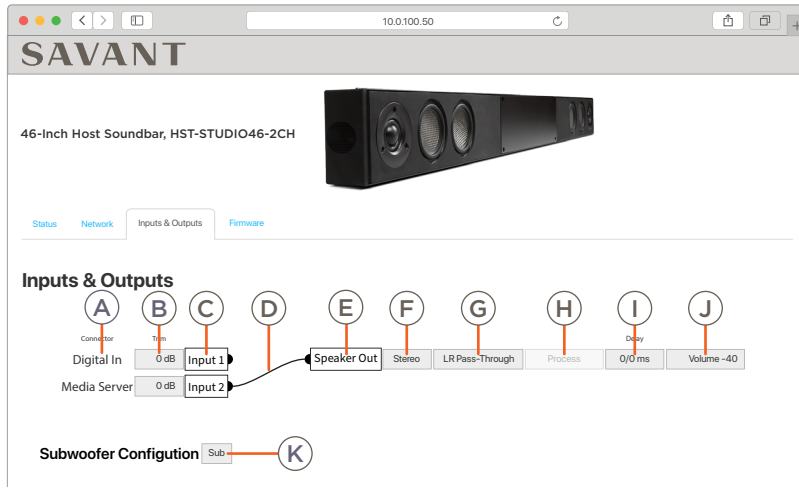 10.0.100.50
SAVANT
46-Inch Host Soundbar, HST-STUDIO46-2CH
Status Network Inputs & Outputs Firmware
Inputs & Outputs
A B C D E F G H I J
Connector Trim Delay
Digital In 0 dB Input 1 Speaker Out Stereo LR Pass-Through Process 0/0 ms Volume -40
Media Server 0 dB Input 2
Subwoofer Configution Sub K